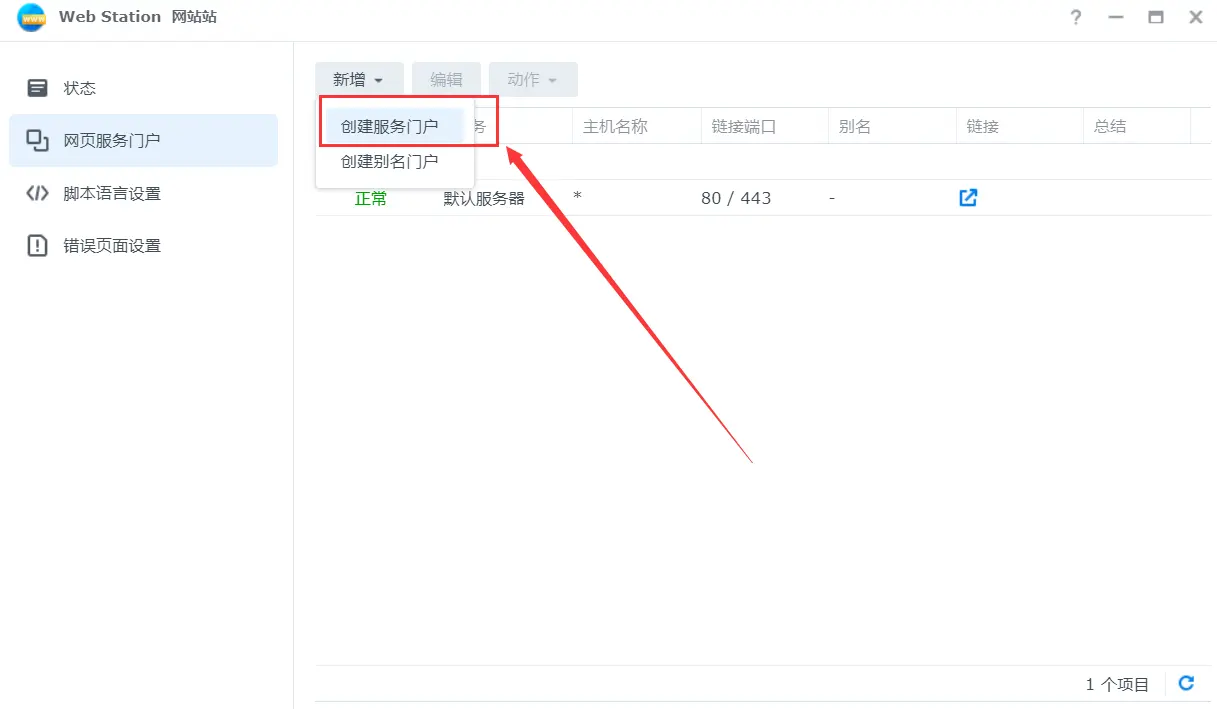 Web Station 网站站
状态
网页服务门户
脚本语言设置
错误页面设置
新增 编辑 动作
创建服务门户
创建别名门户
务 主机名称 链接端口 别名 链接 总结
正常 默认服务器 * 80 / 443 -
1 个项目